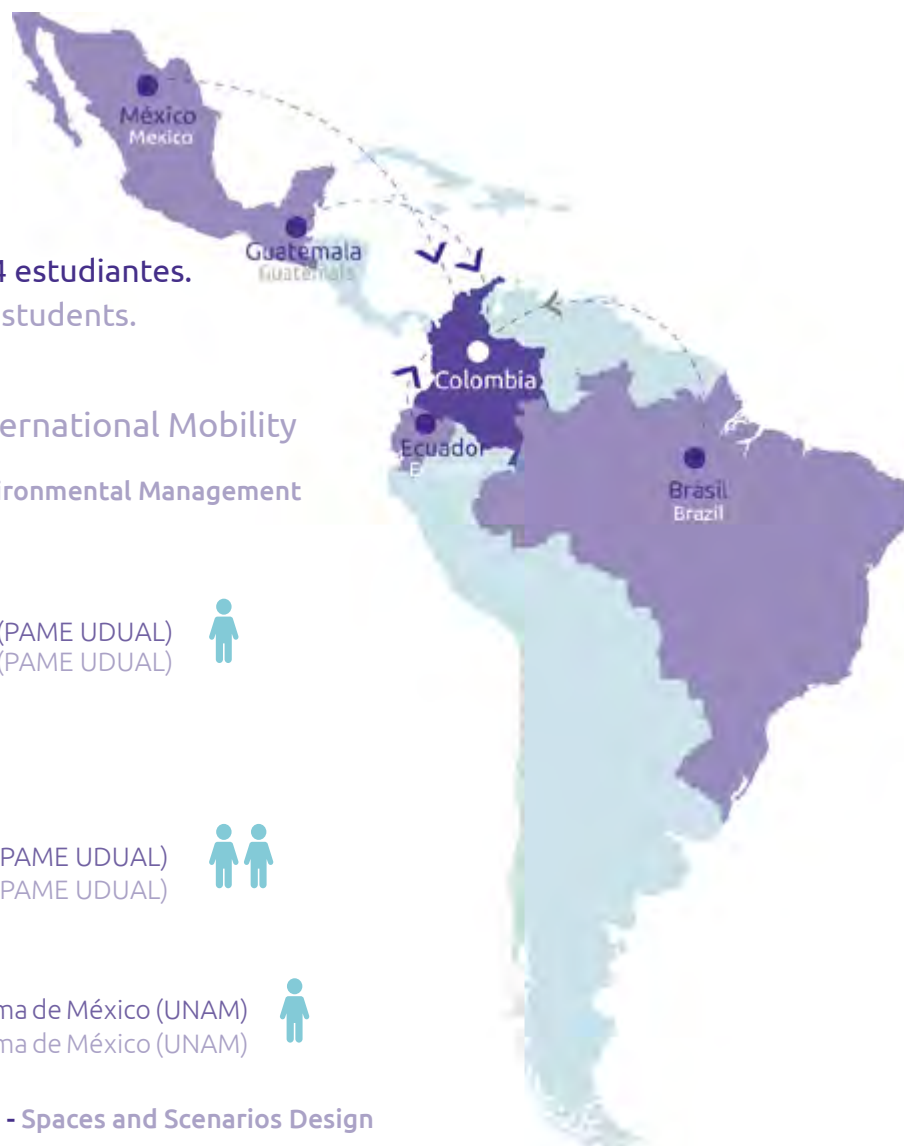 México
Mexico
Guatemala
Guatemala
4 estudiantes.
students.
Colombia
ernational Mobility
Ecuador
E
ironmental Management
Brasil
Brazil
(PAME UDUAL)
(PAME UDUAL)
PAME UDUAL)
PAME UDUAL)
ma de México (UNAM)
ma de México (UNAM)
- Spaces and Scenarios Design